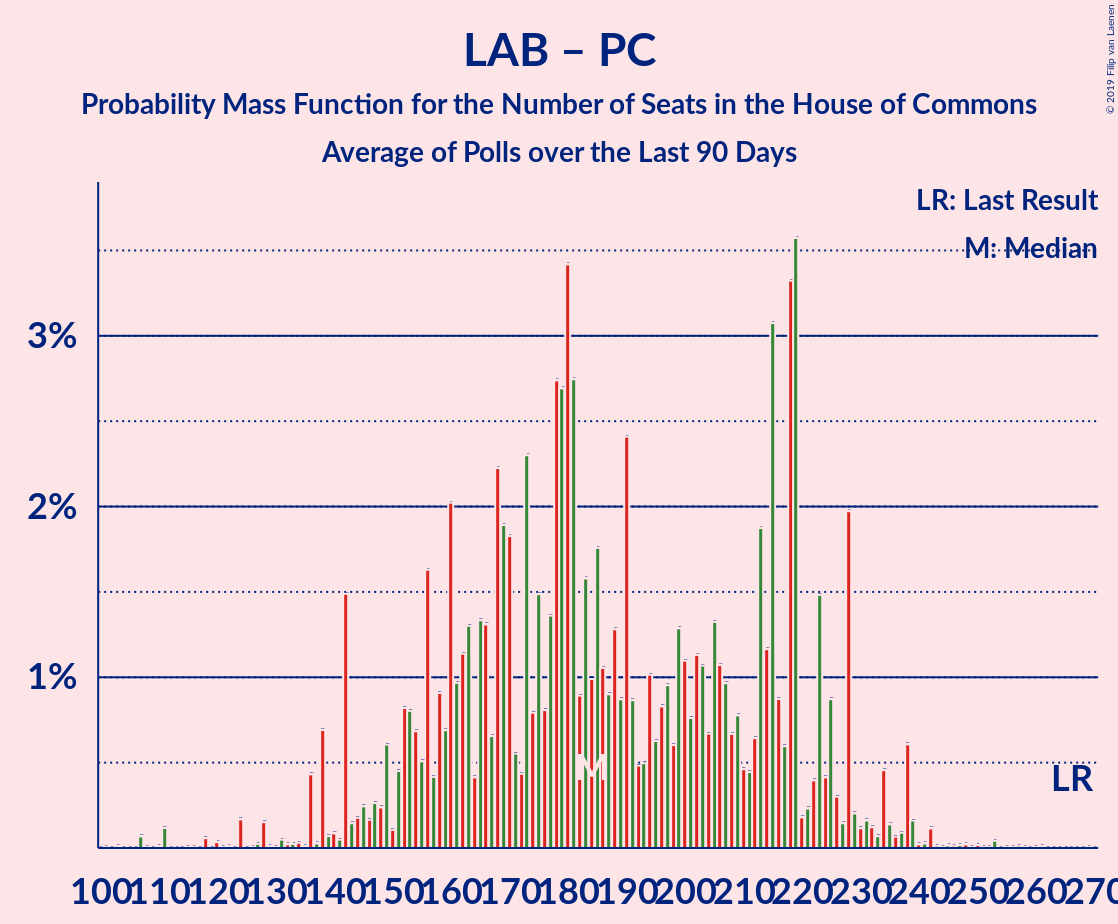 LAB – PC
Probability Mass Function for the Number of Seats in the House of Commons
Average of Polls over the Last 90 Days
© 2019 Filip van Laenen
LR: Last Result
M: Median
3%
2%
1%
M
LR
100 110 120 130 140 150 160 170 180 190 200 210 220 230 240 250 260 270